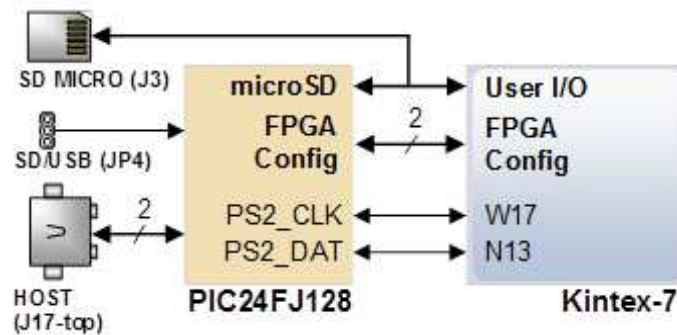 SD MICRO (J3)
SD/USB (JP4)
2
HOST
(J17-top)
microSD
FPGA
Config
PS2_CLK
PS2_DAT
PIC24FJ128
2
User I/O
FPGA
Config
W17
N13
Kintex-7